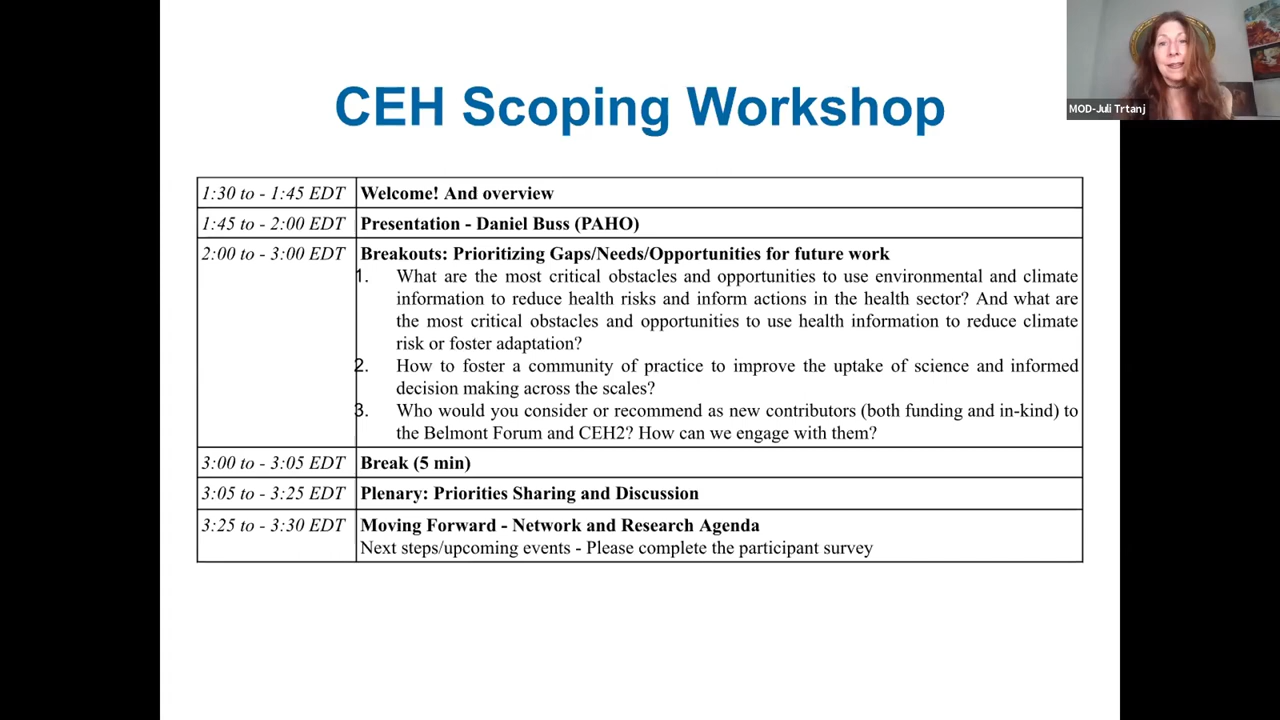 CEH Scoping Workshop
MOD-Juli Trtanj
1:30 to - 1:45 EDT Welcome! And overview
1:45 to - 2:00 EDT Presentation - Daniel Buss (PAHO)
2:00 to - 3:00 EDT Breakouts: Prioritizing Gaps/Needs/Opportunities for future work
1. What are the most critical obstacles and opportunities to use environmental and climate
information to reduce health risks and inform actions in the health sector? And what are
the most critical obstacles and opportunities to use health information to reduce climate
risk or foster adaptation?
2. How to foster a community of practice to improve the uptake of science and informed
decision making across the scales?
3. Who would you consider or recommend as new contributors (both funding and in-kind) to
the Belmont Forum and CEH2? How can we engage with them?
3:00 to - 3:05 EDT Break (5 min)
3:05 to - 3:25 EDT Plenary: Priorities Sharing and Discussion
3:25 to - 3:30 EDT Moving Forward - Network and Research Agenda
Next steps/upcoming events - Please complete the participant survey